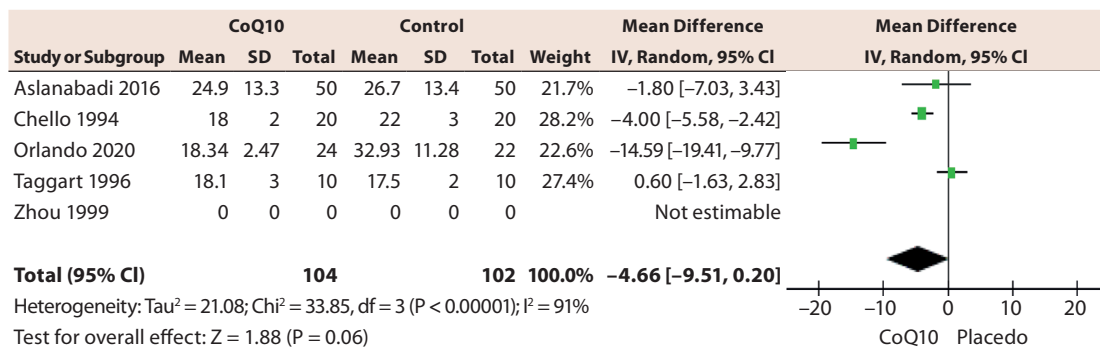 CoQ10 Control Mean Difference Mean Difference
Study or Subgroup Mean SD Total Mean SD Total Weight IV, Random, 95% Cl IV, Random, 95% Cl
Aslanabadi 2016 24.9 13.3 50 26.7 13.4 50 21.7% −1.80 [−7.03, 3.43}
Chello 1994 18 2 20 22 3 20 28.2% −4.00 [−5.58, −2.42}
Orlando 2020 18.34 2.47 24 32.93 11.28 22 22.6% −14.59 [−19.41, −9.77}
Taggart 1996 18.1 3 10 17.5 2 10 27.4% 0.60 [−1.63, 2.83}
Zhou 1999 0 0 0 0 0 0 Not estimable
Total (95% Cl) 104 102 100.0% −4.66 [−9.51, 0.20]
Heterogeneity: Tau² = 21.08; Chi² = 33.85, df = 3 (P < 0.00001); I² = 91%
Test for overall effect: Z = 1.88 (P = 0.06)
−20 −10 0 10 20
CoQ10 Placedo